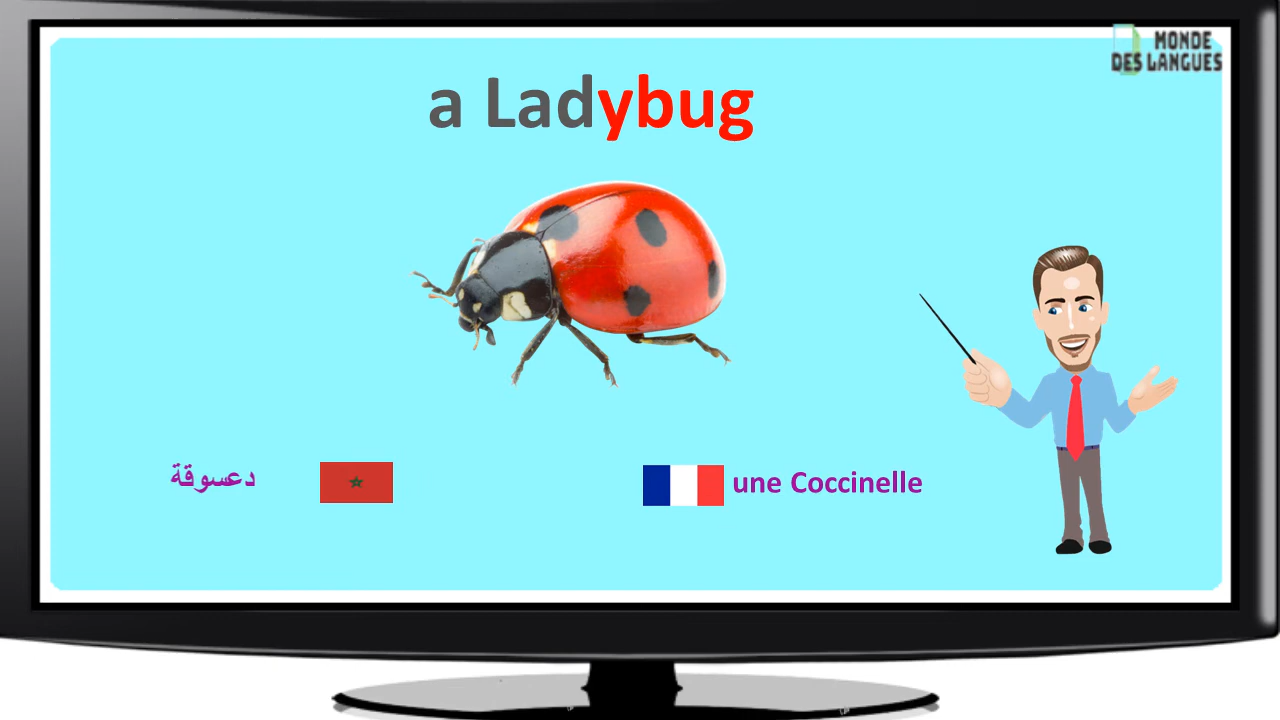 MONDE
DES LANGUES
a Ladybug
دعسوقة
une Coccinelle